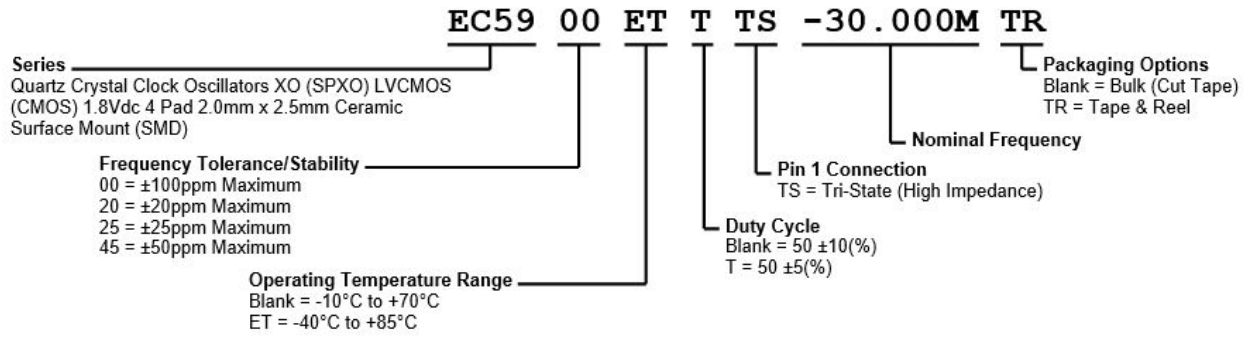 EC59 00 ET T TS -30.000M TR
Series
Quartz Crystal Clock Oscillators XO (SPXO) LVCMOS
(CMOS) 1.8Vdc 4 Pad 2.0mm x 2.5mm Ceramic
Surface Mount (SMD)
Packaging Options
Blank = Bulk (Cut Tape)
TR = Tape & Reel
Nominal Frequency
Frequency Tolerance/Stability
00 = ±100ppm Maximum
20 = ±20ppm Maximum
25 = ±25ppm Maximum
45 = ±50ppm Maximum
Pin 1 Connection
TS = Tri-State (High Impedance)
Duty Cycle
Blank = 50 ±10(%)
T = 50 ±5(%)
Operating Temperature Range
Blank = -10°C to +70°C
ET = -40°C to +85°C